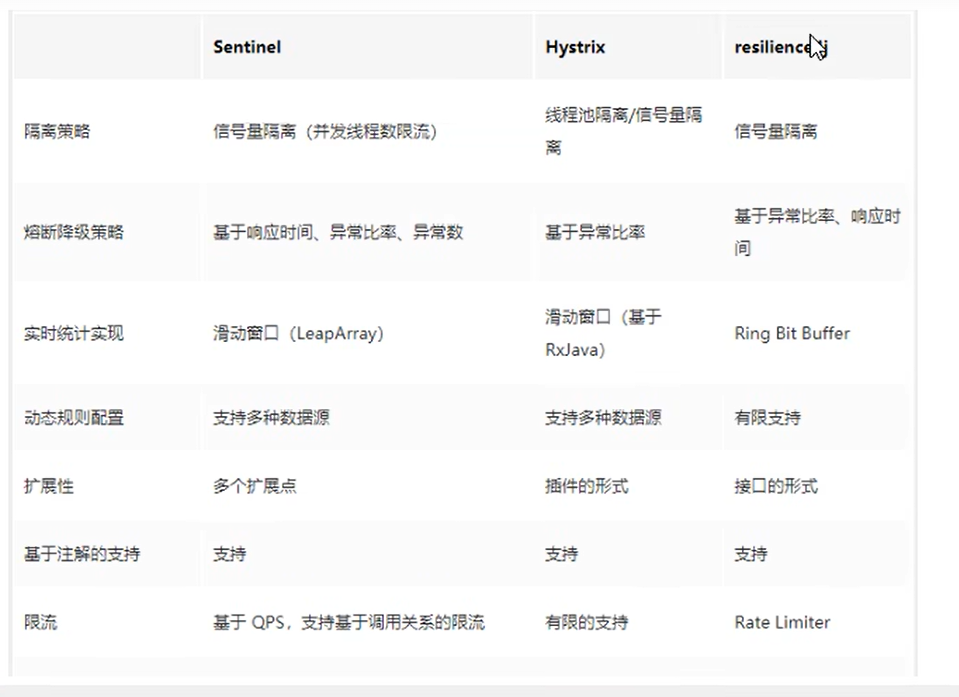 Sentinel Hystrix resilience4j
隔离策略 信号量隔离（并发线程数限流） 线程池隔离/信号量隔
离 信号量隔离
熔断降级策略 基于响应时间、异常比率、异常数 基于异常比率 基于异常比率、响应时
间
实时统计实现 滑动窗口（LeapArray） 滑动窗口（基于
RxJava） Ring Bit Buffer
动态规则配置 支持多种数据源 支持多种数据源 有限支持
扩展性 多个扩展点 插件的形式 接口的形式
基于注解的支持 支持 支持 支持
限流 基于 QPS，支持基于调用关系的限流 有限的支持 Rate Limiter